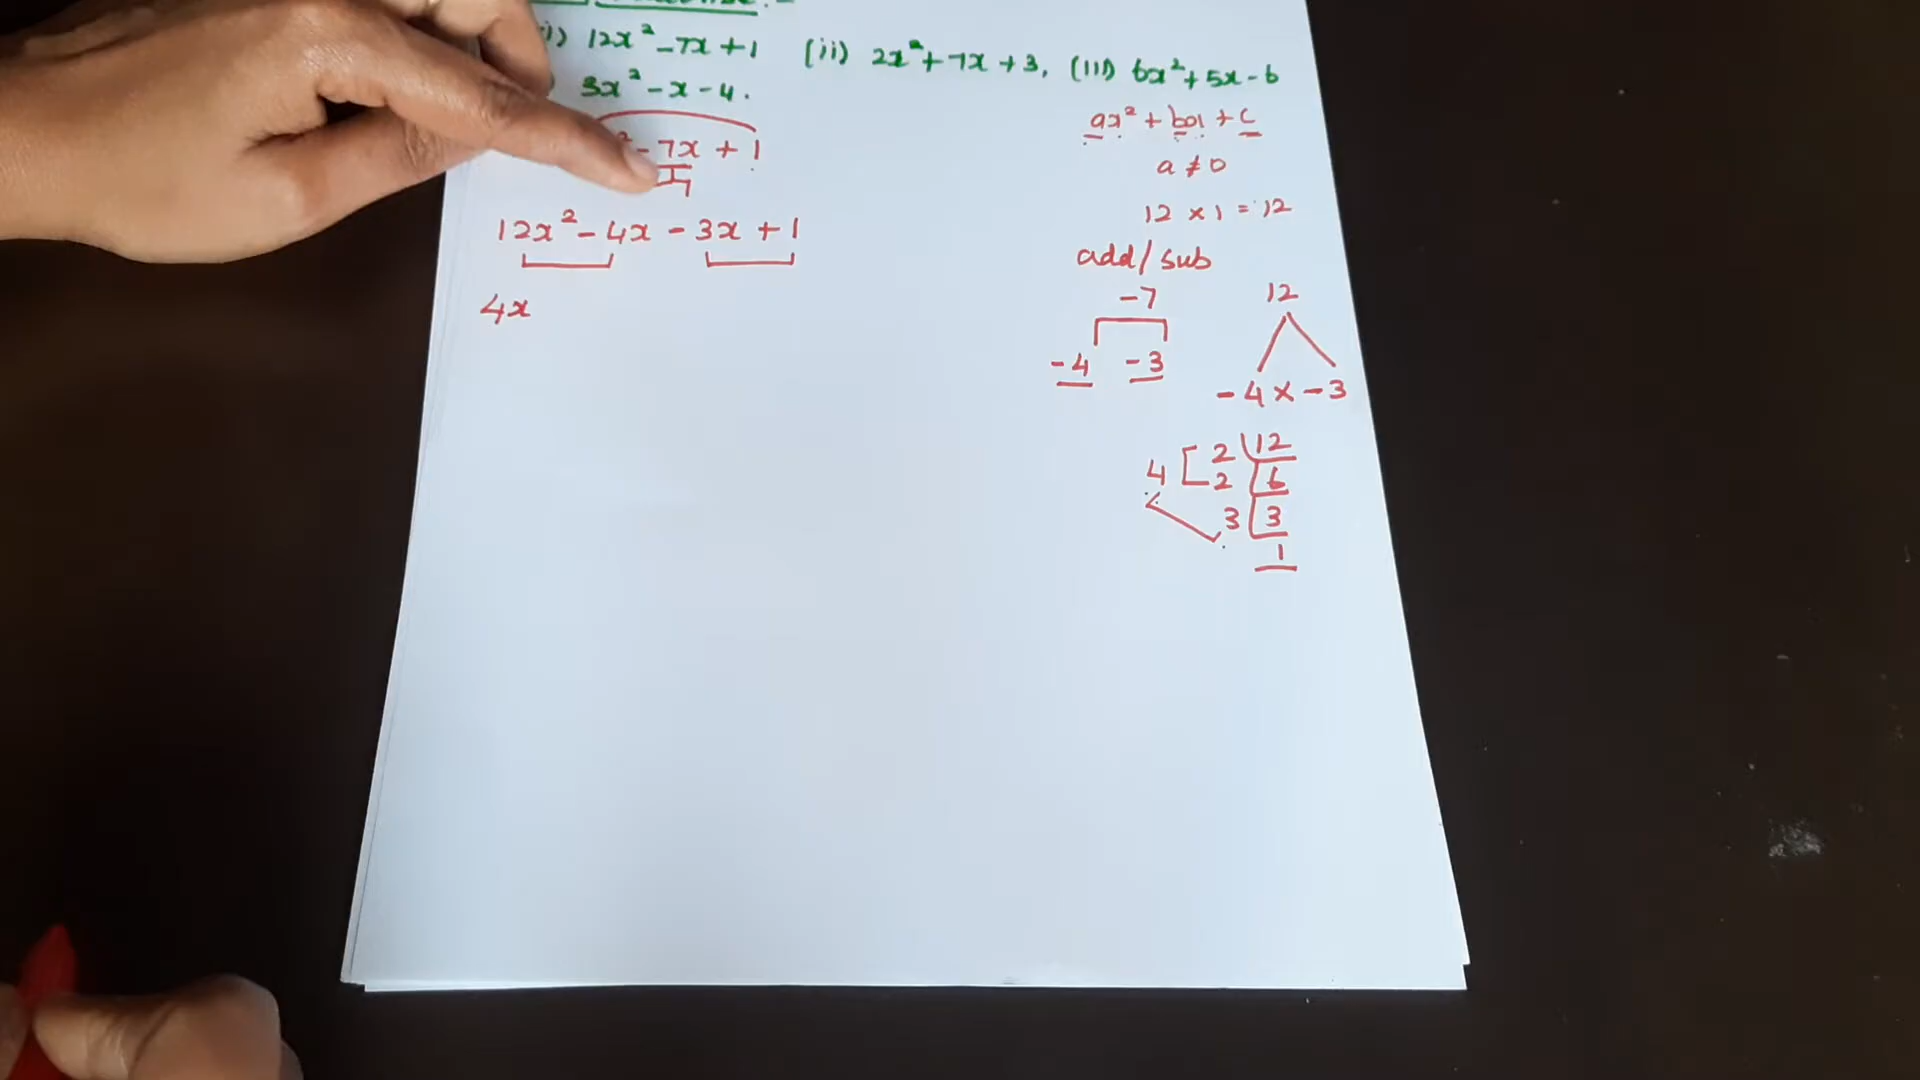 i) 12x² - 7x + 1 (ii) 2x² + 7x + 3, (iii) 6x² + 5x - 6
3x² - x - 4.
² - 7x + 1
12x² - 4x - 3x + 1
4x
ax² + bx + c
a ≠ 0
12 × 1 = 12
add/sub
-7 12
-4 -3
-4 × -3
4 2 12
2 6
3 3
1